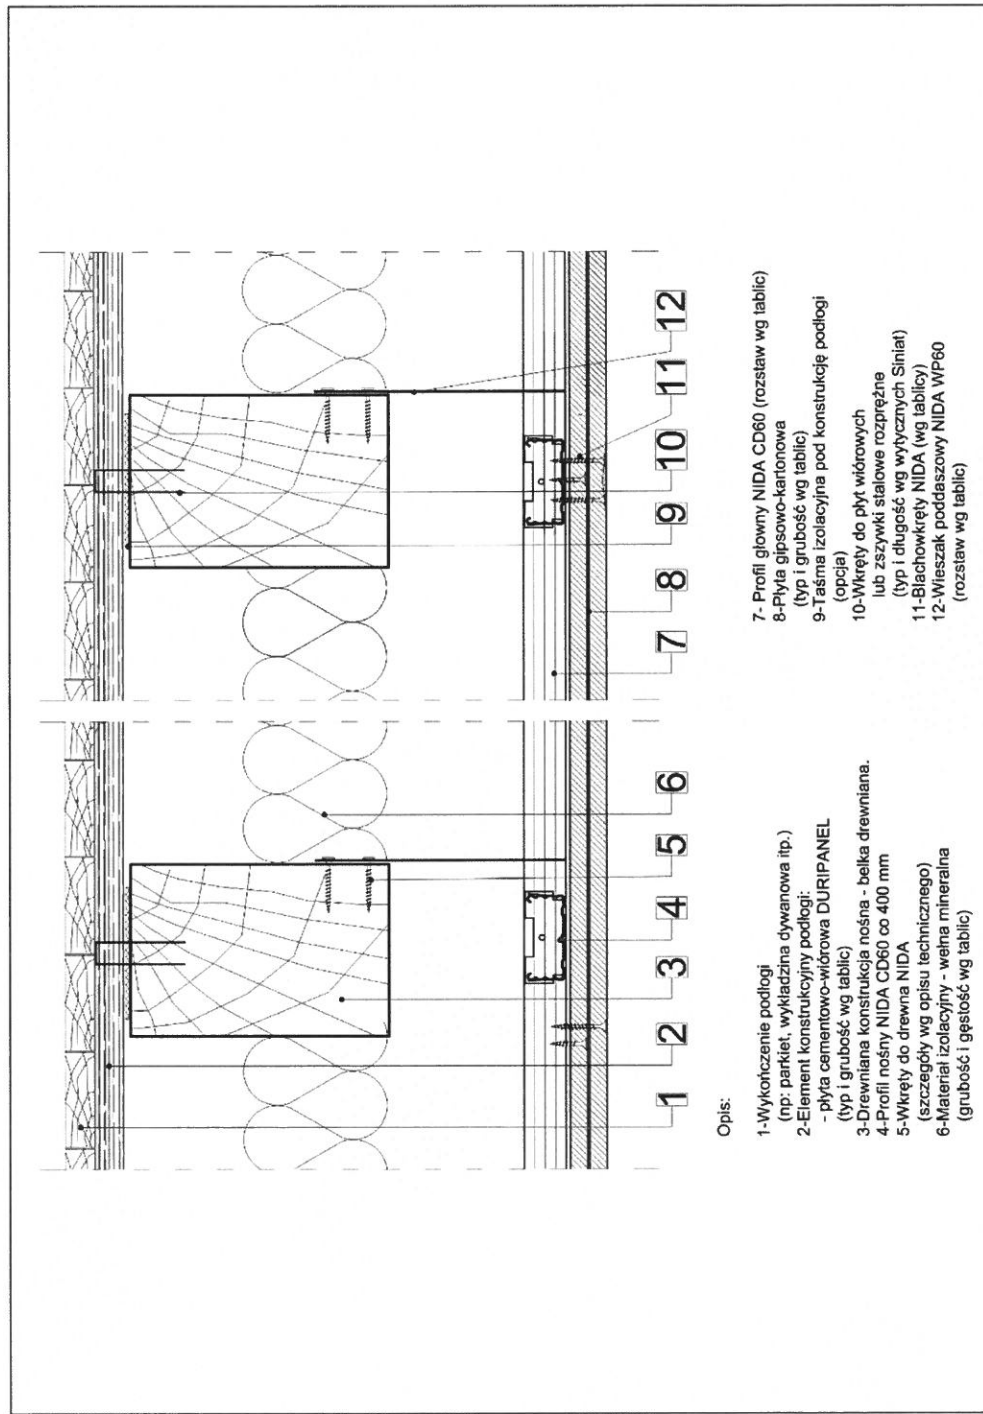 1
2
3
4
5
6
7
8
9
10
11
12
Opis:
1-Wykończenie podłogi
(np: parkiet, wykładzina dywanowa itp.)
2-Element konstrukcyjny podłogi:
- płyta cementowo-wiórowa DURIPANEL
(typ i grubość wg tablic)
3-Drewniana konstrukcja nośna - belka drewniana.
4-Profil nośny NIDA CD60 co 400 mm
5-Wkręty do drewna NIDA
(szczegóły wg opisu technicznego)
6-Materiał izolacyjny - wełna mineralna
(grubość i gęstość wg tablic)
7- Profil głowny NIDA CD60 (rozstaw wg tablic)
8-Płyta gipsowo-kartonowa
(typ i grubość wg tablic)
9-Taśma izolacyjna pod konstrukcję podłogi
(opcja)
10-Wkręty do płyt wiórowych
lub zszywki stalowe rozprężne
(typ i długość wg wytycznych Siniat)
11-Blachowkręty NIDA (wg tablicy)
12-Wieszak poddaszowy NIDA WP60
(rozstaw wg tablic)